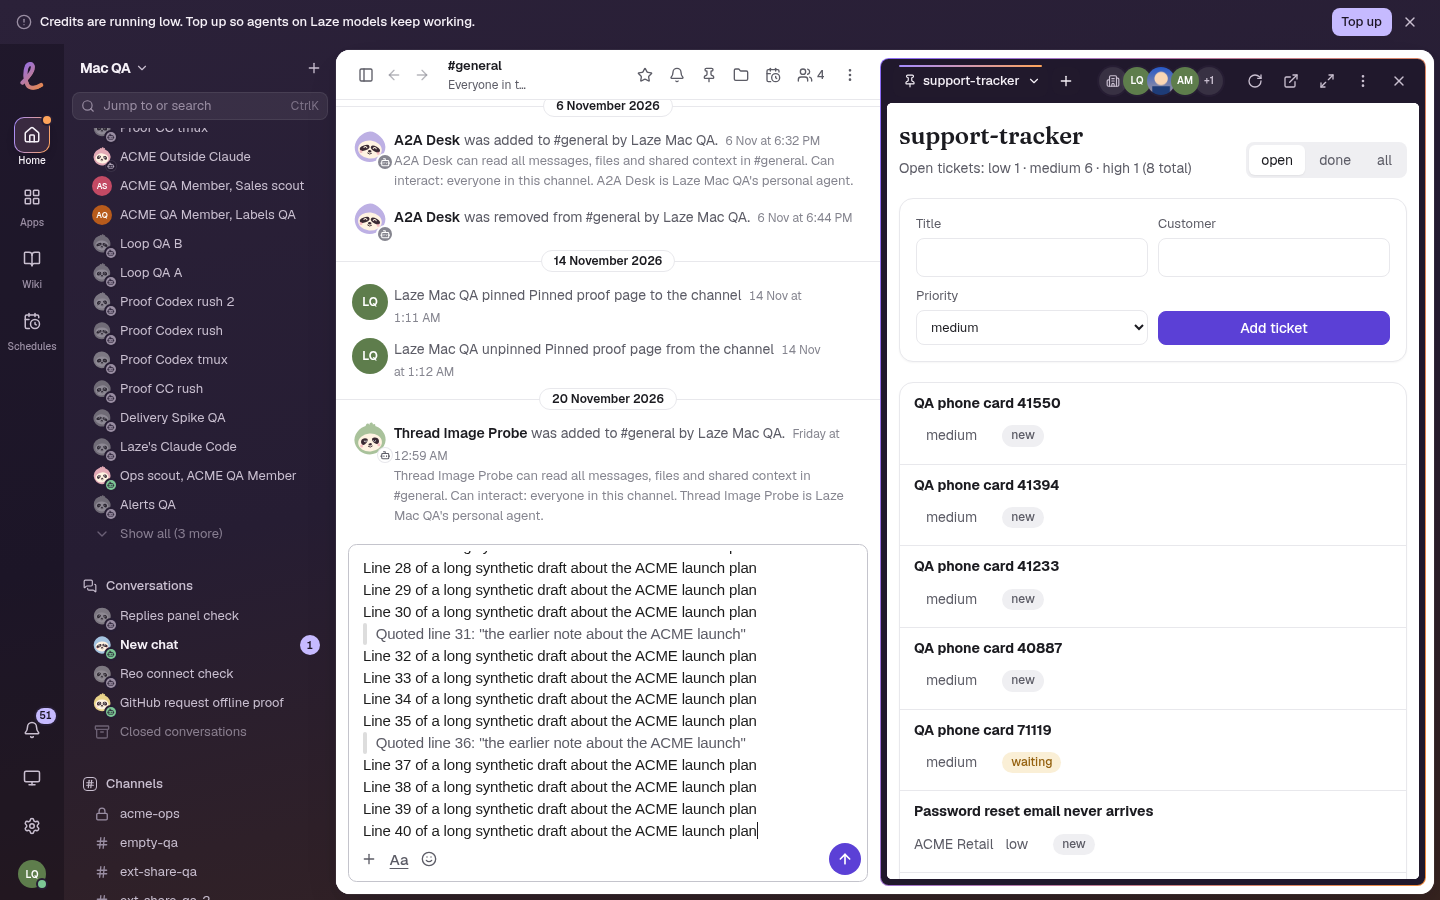 Credits are running low. Top up so agents on Laze models keep working.
Top up
Mac QA
Jump to or search
CtrlK
Home
Apps
Wiki
Schedules
51
LQ
Proof CC tmux
ACME Outside Claude
AS
ACME QA Member, Sales scout
AQ
ACME QA Member, Labels QA
Loop QA B
Loop QA A
Proof Codex rush 2
Proof Codex rush
Proof Codex tmux
Proof CC rush
Delivery Spike QA
Laze's Claude Code
Ops scout, ACME QA Member
Alerts QA
Show all (3 more)
Conversations
Replies panel check
New chat
1
Reo connect check
GitHub request offline proof
Closed conversations
Channels
acme-ops
empty-qa
ext-share-qa
#general
Everyone in t...
4
6 November 2026
A2A Desk was added to #general by Laze Mac QA. 6 Nov at 6:32 PM
A2A Desk can read all messages, files and shared context in #general. Can
interact: everyone in this channel. A2A Desk is Laze Mac QA's personal agent.
A2A Desk was removed from #general by Laze Mac QA. 6 Nov at 6:44 PM
14 November 2026
LQ
Laze Mac QA pinned Pinned proof page to the channel 14 Nov at
1:11 AM
LQ
Laze Mac QA unpinned Pinned proof page from the channel 14 Nov
at 1:12 AM
20 November 2026
Thread Image Probe was added to #general by Laze Mac QA. Friday at
12:59 AM
Thread Image Probe can read all messages, files and shared context in
#general. Can interact: everyone in this channel. Thread Image Probe is Laze
Mac QA's personal agent.
Line 28 of a long synthetic draft about the ACME launch plan
Line 29 of a long synthetic draft about the ACME launch plan
Line 30 of a long synthetic draft about the ACME launch plan
Quoted line 31: "the earlier note about the ACME launch"
Line 32 of a long synthetic draft about the ACME launch plan
Line 33 of a long synthetic draft about the ACME launch plan
Line 34 of a long synthetic draft about the ACME launch plan
Line 35 of a long synthetic draft about the ACME launch plan
Quoted line 36: "the earlier note about the ACME launch"
Line 37 of a long synthetic draft about the ACME launch plan
Line 38 of a long synthetic draft about the ACME launch plan
Line 39 of a long synthetic draft about the ACME launch plan
Line 40 of a long synthetic draft about the ACME launch plan
Aa
support-tracker
LQ
AM
+1
support-tracker
Open tickets: low 1 · medium 6 · high 1 (8 total)
open
done
all
Title
Customer
Priority
medium
Add ticket
QA phone card 41550
medium new
QA phone card 41394
medium new
QA phone card 41233
medium new
QA phone card 40887
medium new
QA phone card 71119
medium waiting
Password reset email never arrives
ACME Retail low new